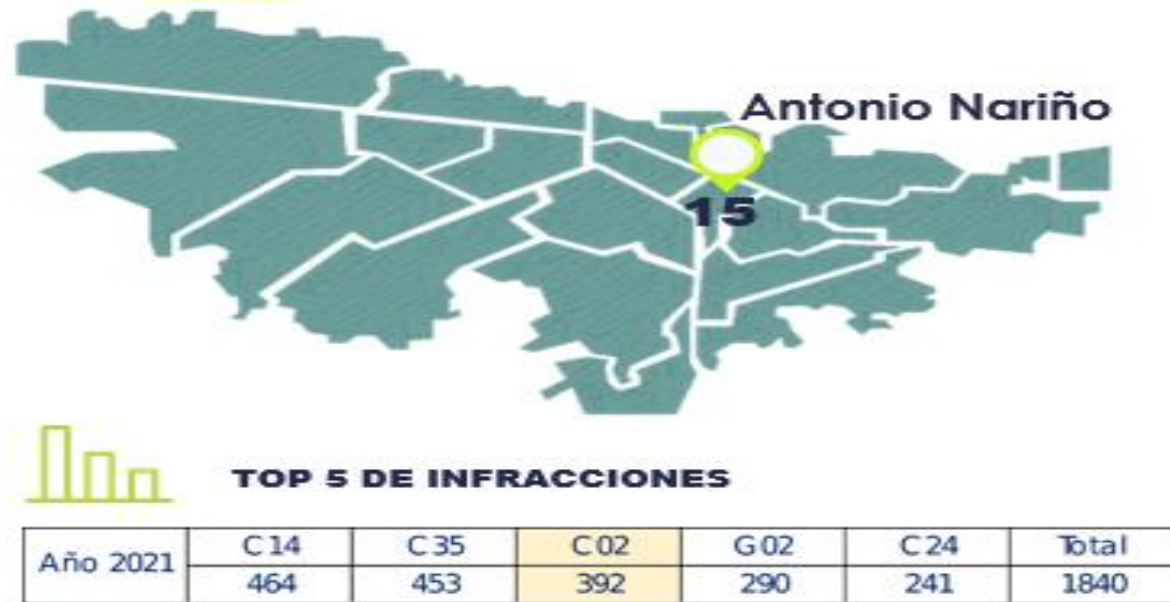 Antonio Nariño
15
TOP 5 DE INFRACCIONES
Año 2021 C14 C35 C02 G02 C24 Total
464 453 392 290 241 1840